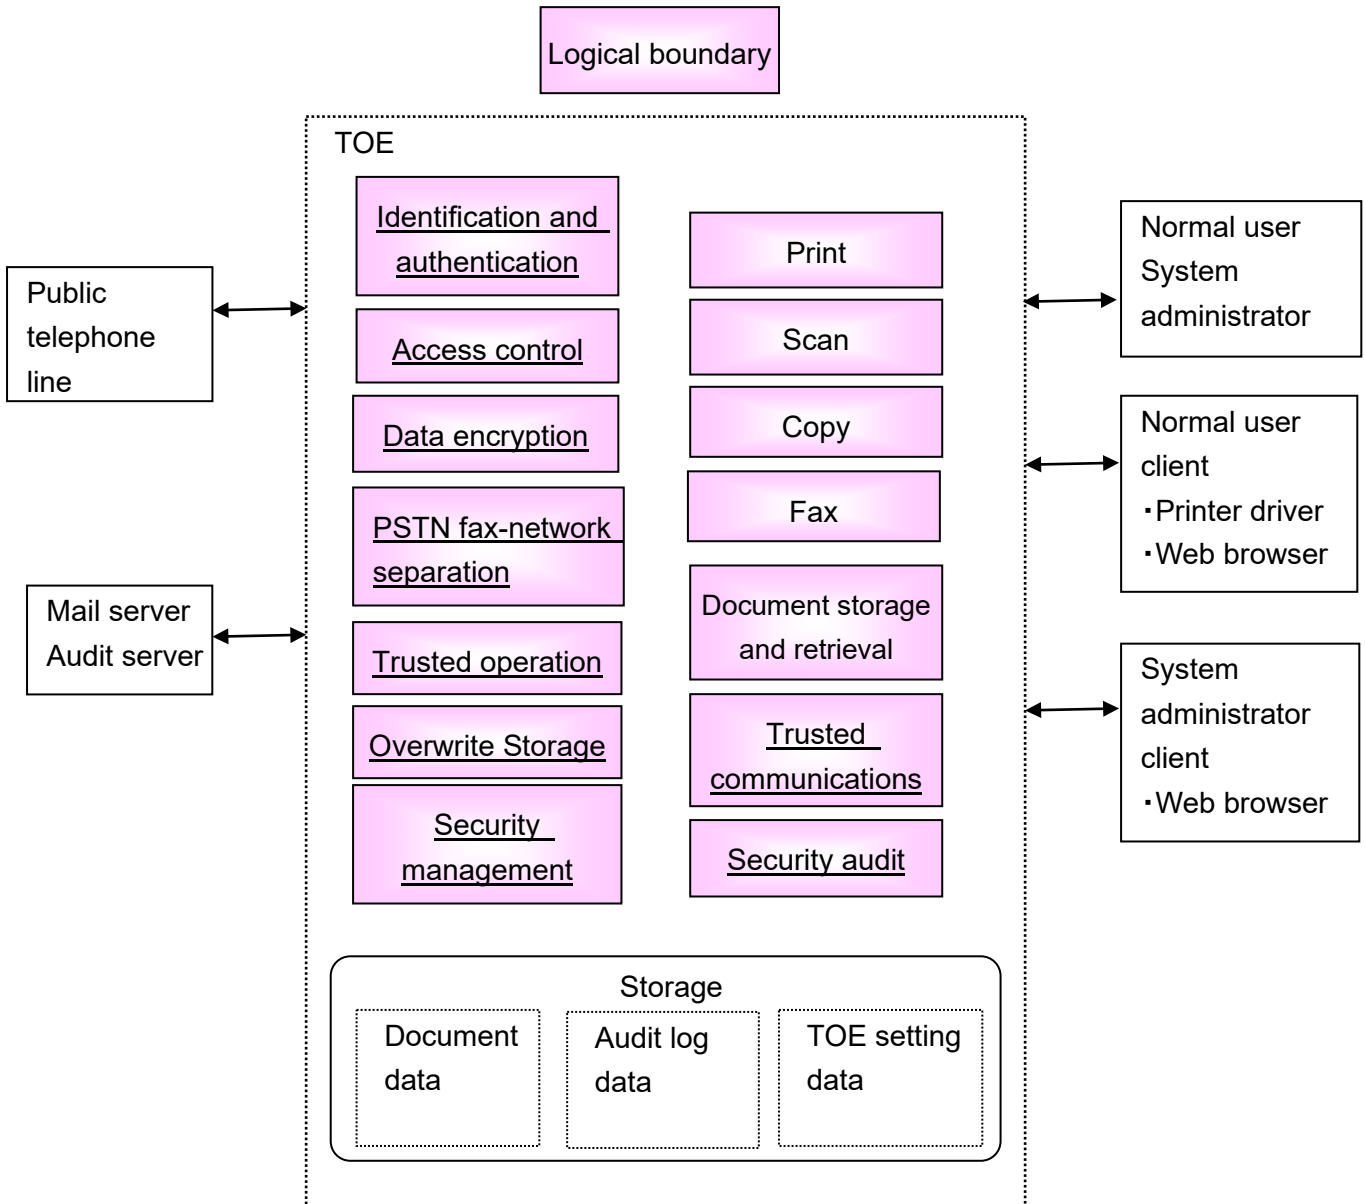 Logical boundary
TOE
Identification and
authentication
Access control
Data encryption
PSTN fax-network
separation
Trusted operation
Overwrite Storage
Security
management
Print
Scan
Copy
Fax
Document storage
and retrieval
Trusted
communications
Security audit
Public
telephone
line
Mail server
Audit server
Normal user
System
administrator
Normal user
client
・Printer driver
・Web browser
System
administrator
client
・Web browser
Storage
Document
data
Audit log
data
TOE setting
data